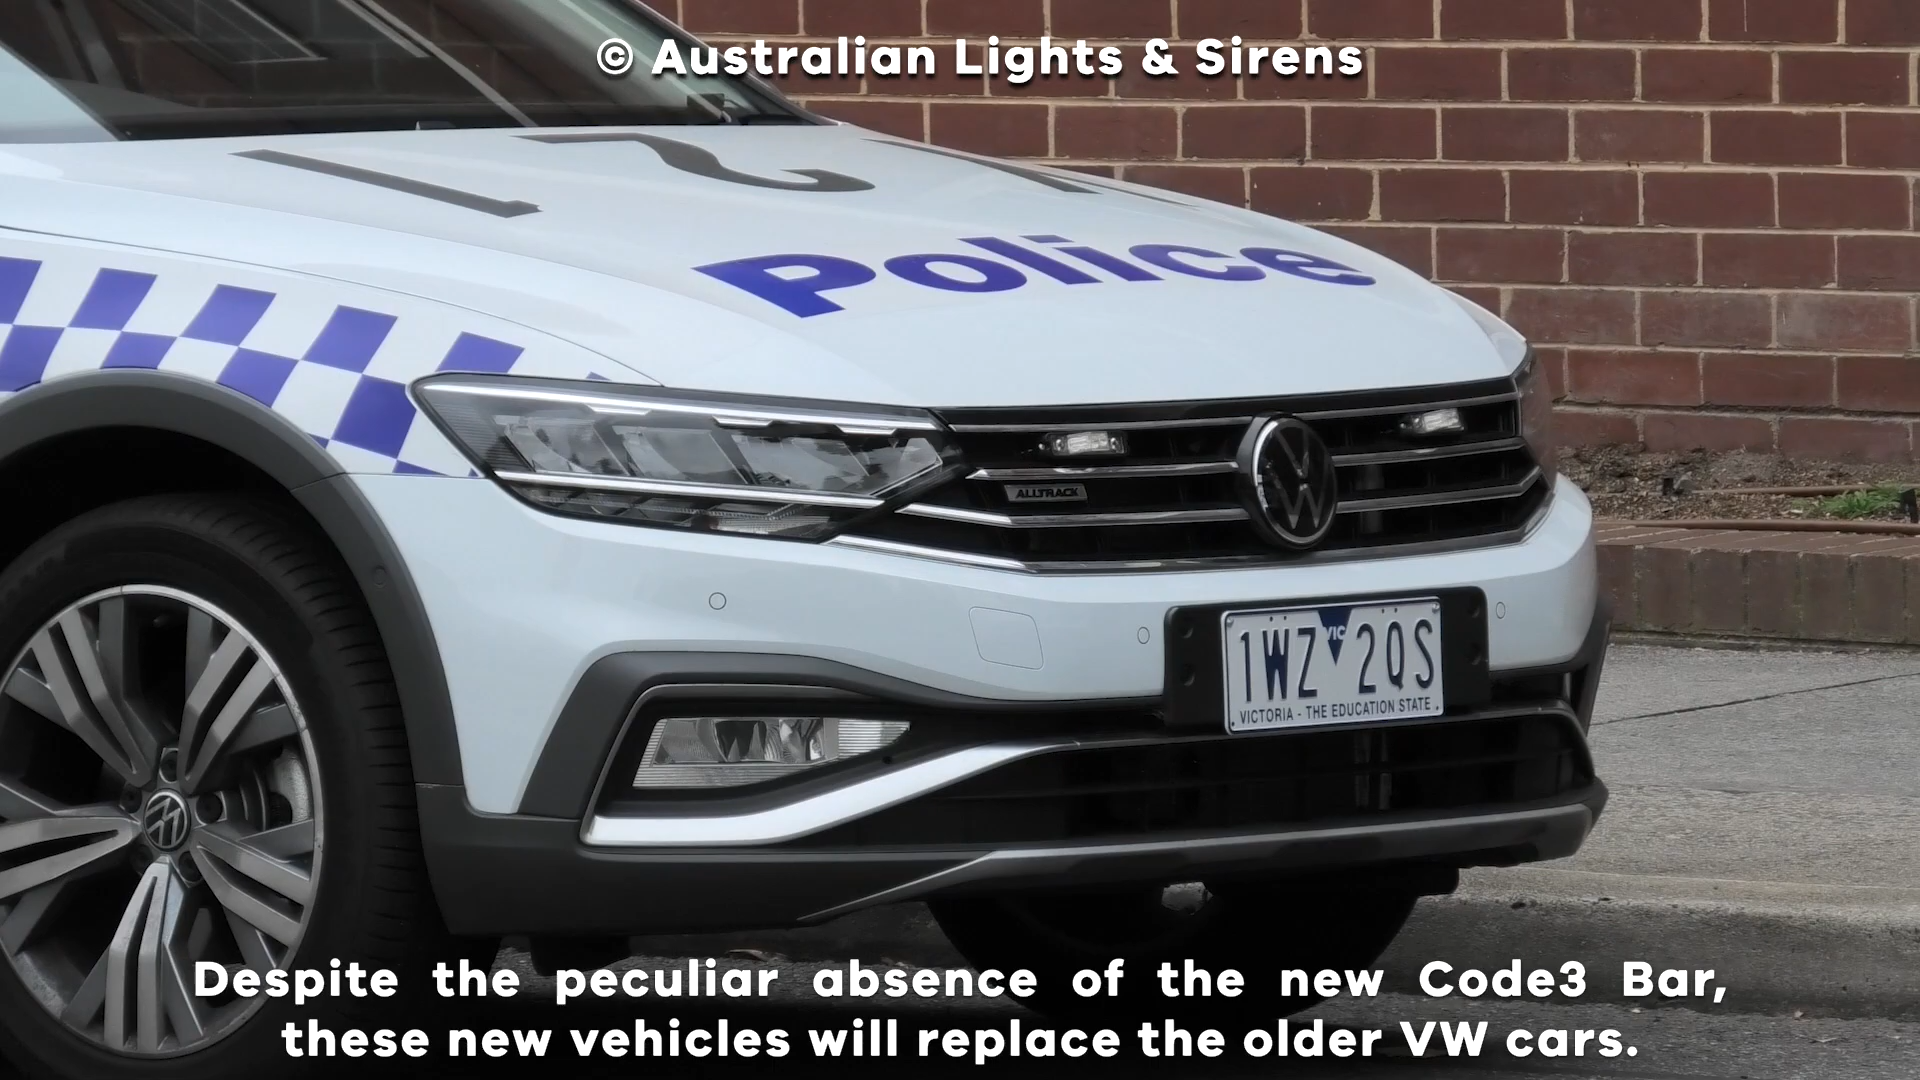 © Australian Lights & Sirens
Police
ALLTRACK
1WZ VIC 2QS
VICTORIA - THE EDUCATION STATE
Despite the peculiar absence of the new Code3 Bar,
these new vehicles will replace the older VW cars.